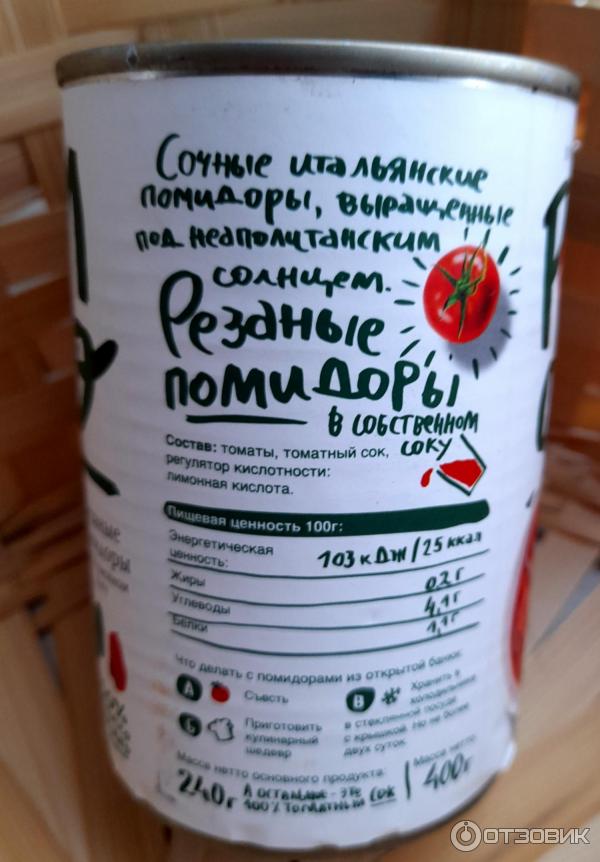 Сочные итальянские
помидоры, выращенные
под неаполитанским
солнцем.
Резаные
помидоры
в собственном
соку
Состав: томаты, томатный сок,
регулятор кислотности:
лимонная кислота.
Пищевая ценность 100г:
Энергетическая
ценность:
103 кДж/25 ккал
Жиры 0,2 г
Углеводы 4,1 г
Белки 1,1 г
Что делать с помидорами из открытой банки:
А Съесть
Б Приготовить
кулинарный
шедевр
В Хранить в
холодильнике
в стеклянной посуде
с крышкой. Но не более
двух суток.
Масса нетто основного продукта:
240г А остальное - это
100% томатный сок
Масса нетто
400г
ОТЗОВИК